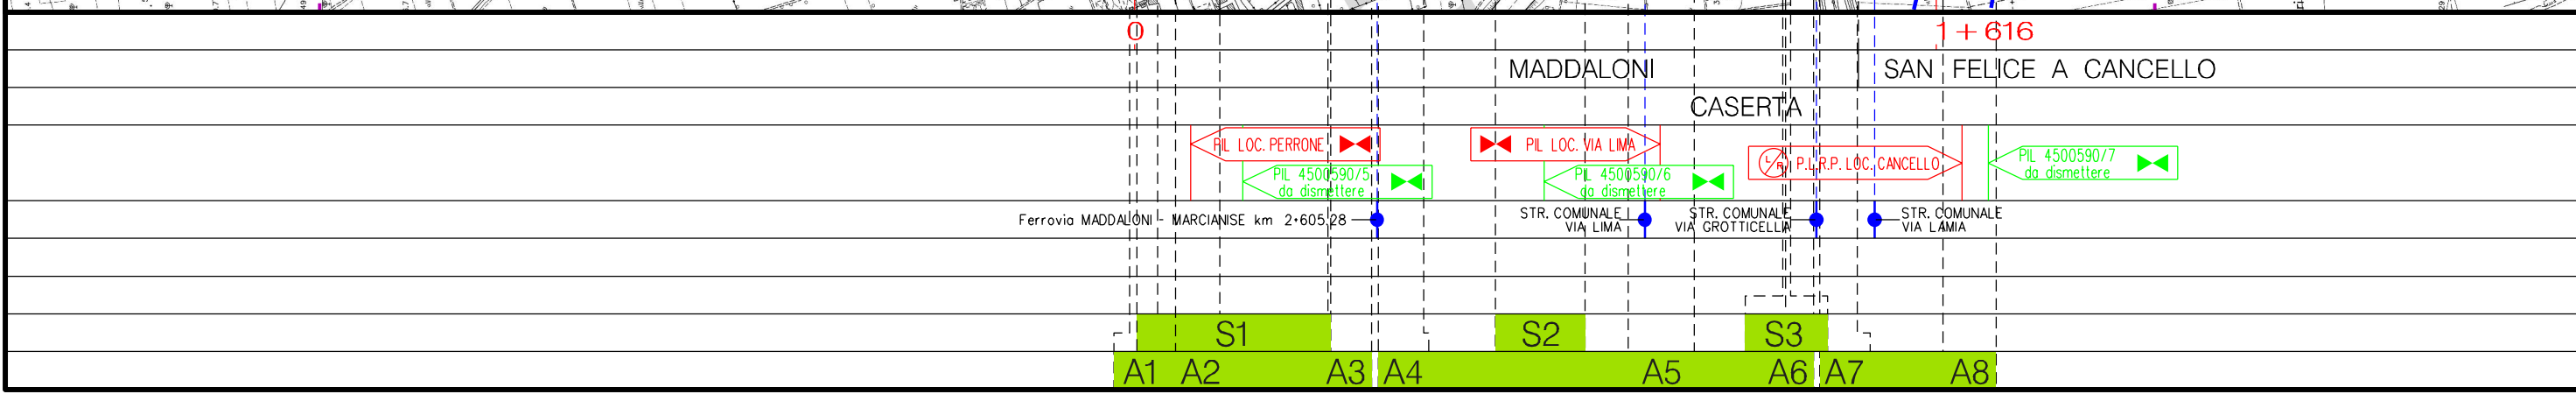 0 1+616
MADDALONI SAN FELICE A CANCELLO
CASERTA
PIL LOC. PERRONE
PIL LOC. VIA LIMA
P.L.R.P. LOC. CANCELLO
L/R
PIL 4500590/5
da dismettere
PIL 4500590/6
da dismettere
PIL 4500590/7
da dismettere
Ferrovia MADDALONI - MARCIANISE km 2+605.28
STR. COMUNALE
VIA LIMA
STR. COMUNALE
VIA GROTTICELLA
STR. COMUNALE
VIA LAMIA
S1 S2 S3
A1 A2 A3 A4 A5 A6 A7 A8